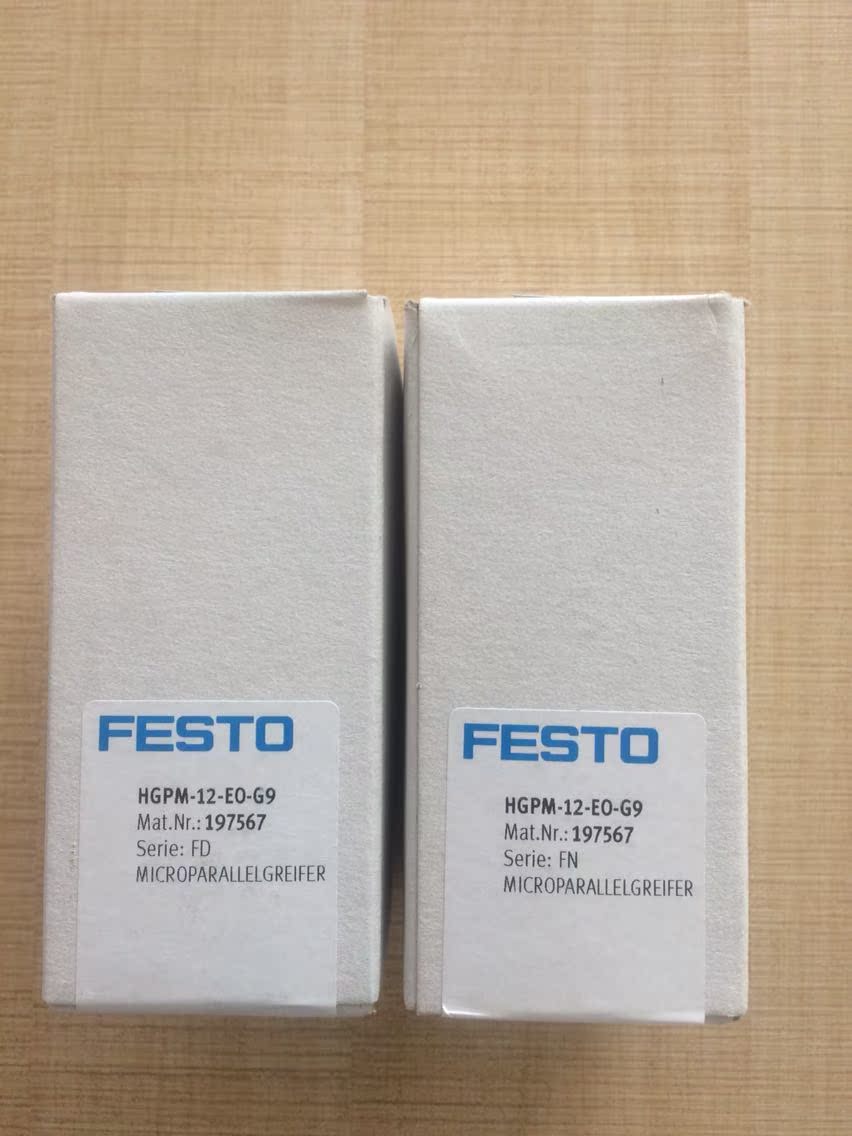 FESTO
HGPM-12-EO-G9
Mat.Nr.: 197567
Serie: FD
MICROPARALLELGREIFER
FESTO
HGPM-12-EO-G9
Mat.Nr.: 197567
Serie: FN
MICROPARALLELGREIFER